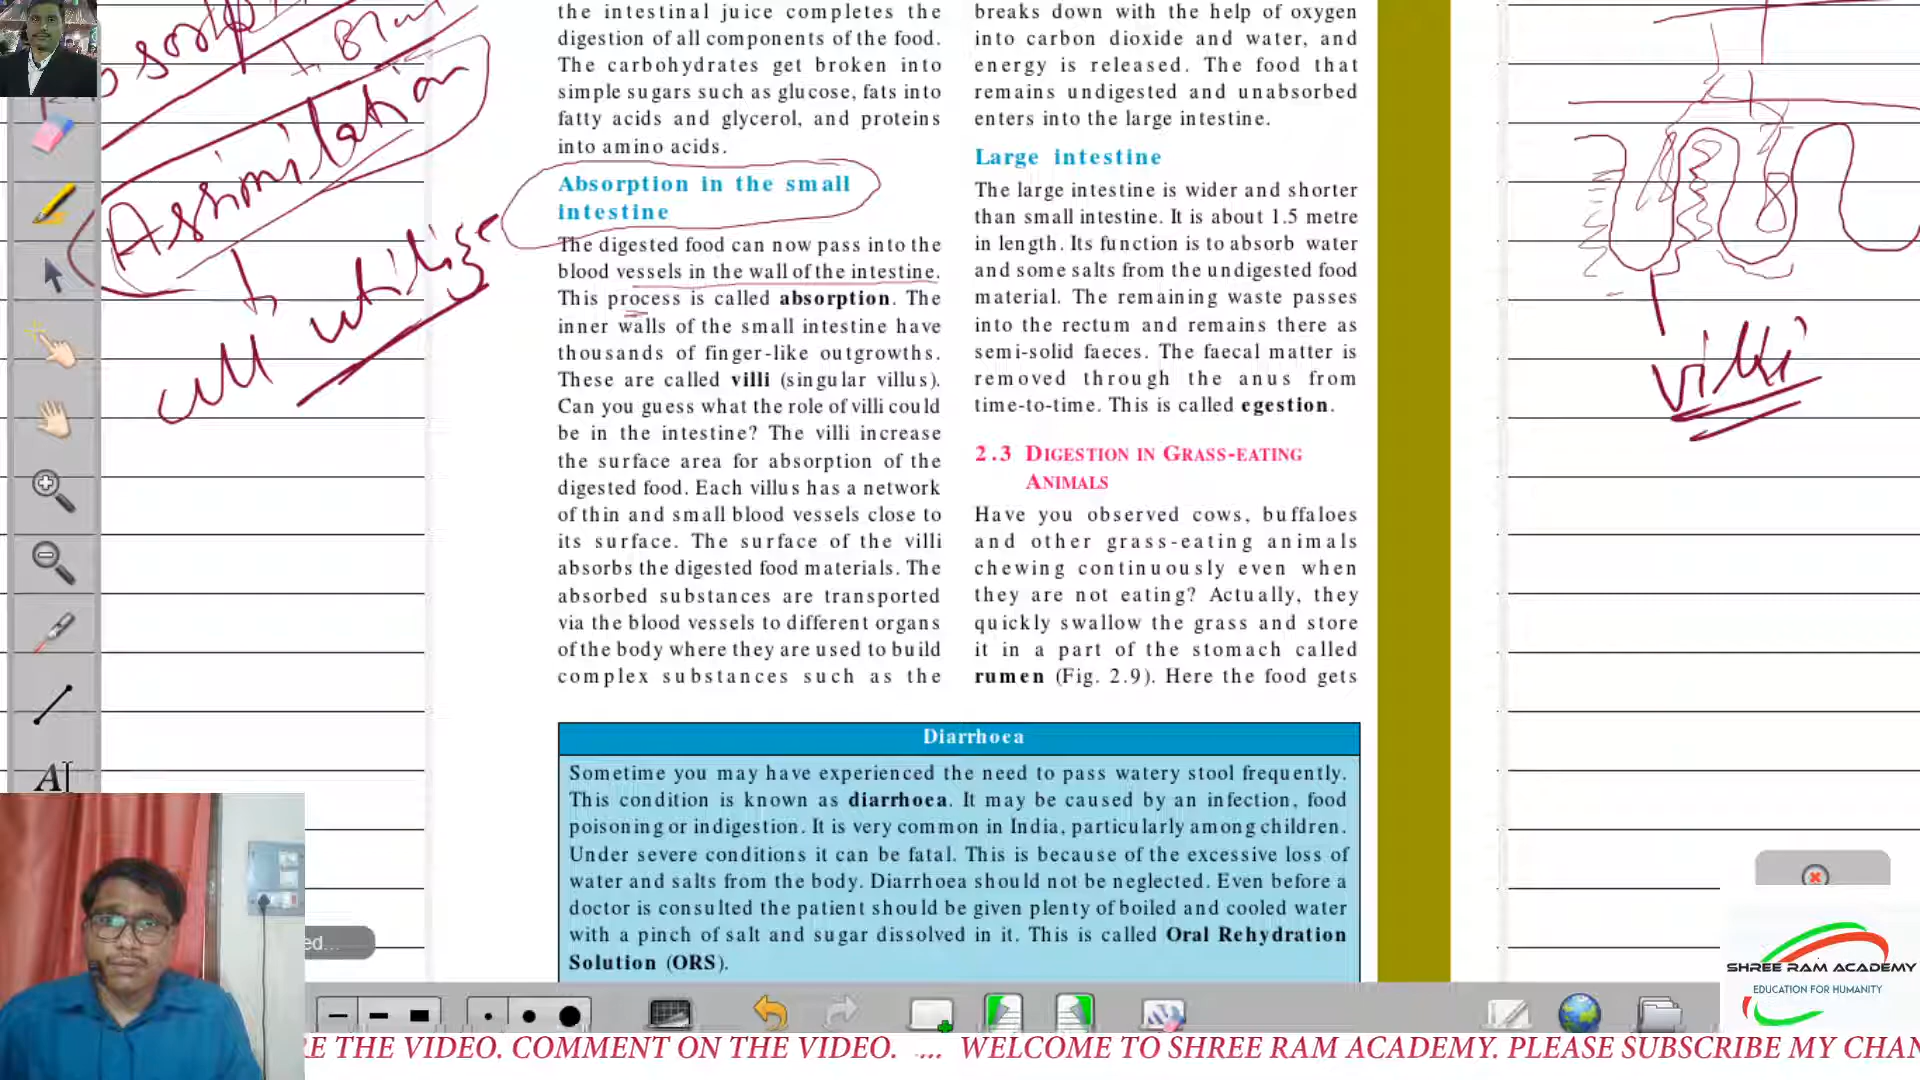 Assimilation
cell utilise
the intestinal juice completes the
digestion of all components of the food.
The carbohydrates get broken into
simple sugars such as glucose, fats into
fatty acids and glycerol, and proteins
into amino acids.
Absorption in the small
intestine
The digested food can now pass into the
blood vessels in the wall of the intestine.
This process is called absorption. The
inner walls of the small intestine have
thousands of finger-like outgrowths.
These are called villi (singular villus).
Can you guess what the role of villi could
be in the intestine? The villi increase
the surface area for absorption of the
digested food. Each villus has a network
of thin and small blood vessels close to
its surface. The surface of the villi
absorbs the digested food materials. The
absorbed substances are transported
via the blood vessels to different organs
of the body where they are used to build
complex substances such as the
breaks down with the help of oxygen
into carbon dioxide and water, and
energy is released. The food that
remains undigested and unabsorbed
enters into the large intestine.
Large intestine
The large intestine is wider and shorter
than small intestine. It is about 1.5 metre
in length. Its function is to absorb water
and some salts from the undigested food
material. The remaining waste passes
into the rectum and remains there as
semi-solid faeces. The faecal matter is
removed through the anus from
time-to-time. This is called egestion.
2.3 DIGESTION IN GRASS-EATING
ANIMALS
Have you observed cows, buffaloes
and other grass-eating animals
chewing continuously even when
they are not eating? Actually, they
quickly swallow the grass and store
it in a part of the stomach called
rumen (Fig. 2.9). Here the food gets
villi
Diarrhoea
Sometime you may have experienced the need to pass watery stool frequently.
This condition is known as diarrhoea. It may be caused by an infection, food
poisoning or indigestion. It is very common in India, particularly among children.
Under severe conditions it can be fatal. This is because of the excessive loss of
water and salts from the body. Diarrhoea should not be neglected. Even before a
doctor is consulted the patient should be given plenty of boiled and cooled water
with a pinch of salt and sugar dissolved in it. This is called Oral Rehydration
Solution (ORS).
ed...
SHREE RAM ACADEMY
EDUCATION FOR HUMANITY
RE THE VIDEO. COMMENT ON THE VIDEO. ... WELCOME TO SHREE RAM ACADEMY. PLEASE SUBSCRIBE MY CHAN